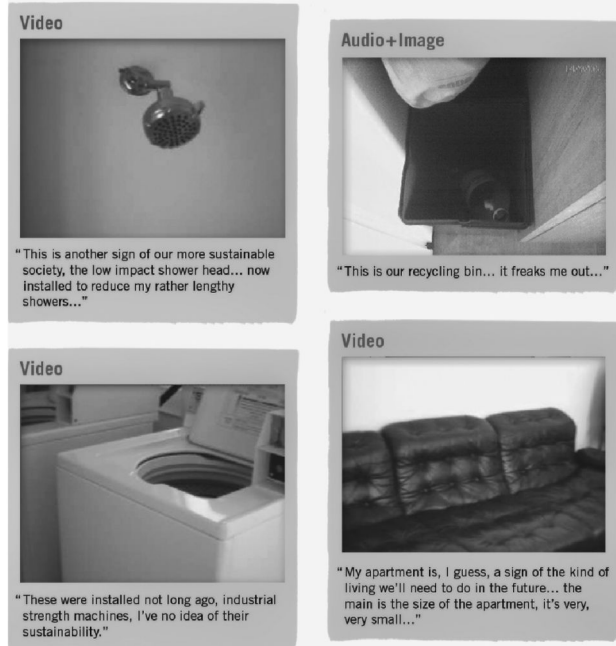 Video
"This is another sign of our more sustainable
society, the low impact shower head... now
installed to reduce my rather lengthy
showers..."
Audio+Image
"This is our recycling bin... it freaks me out..."
Video
"These were installed not long ago, industrial
strength machines, I've no idea of their
sustainability."
Video
"My apartment is, I guess, a sign of the kind of
living we'll need to do in the future... the
main is the size of the apartment, it's very,
very small..."